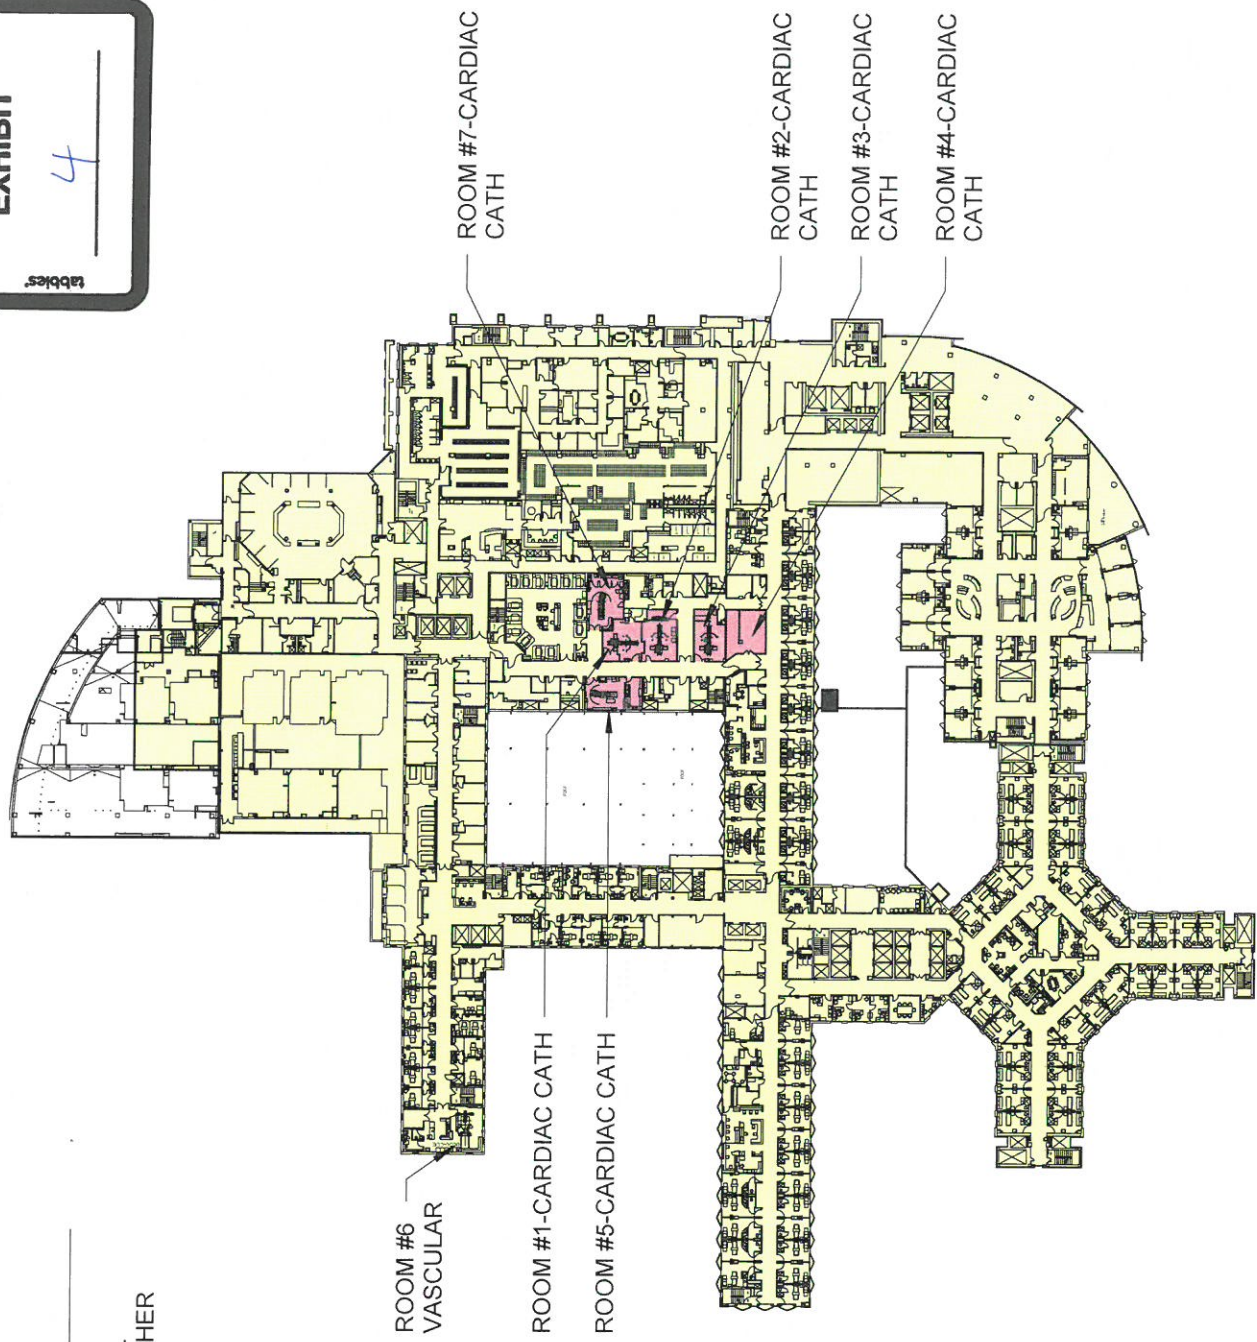 EXHIBIT
4
tabbies'
ROOM #7-CARDIAC
CATH
ROOM #2-CARDIAC
CATH
ROOM #3-CARDIAC
CATH
ROOM #4-CARDIAC
CATH
ROOM #6
VASCULAR
ROOM #1-CARDIAC CATH
ROOM #5-CARDIAC CATH
HER